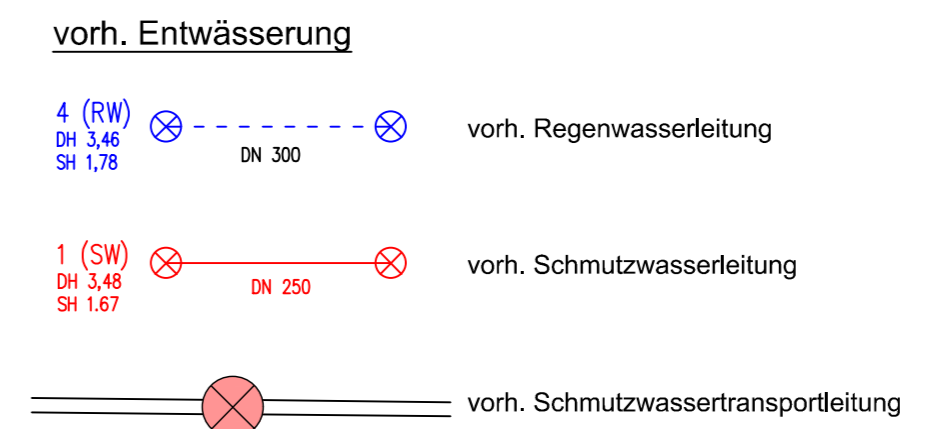 vorh. Entwässerung
4 (RW)
DH 3,46
SH 1,78
DN 300
vorh. Regenwasserleitung
1 (SW)
DH 3,48
SH 1.67
DN 250
vorh. Schmutzwasserleitung
vorh. Schmutzwassertransportleitung